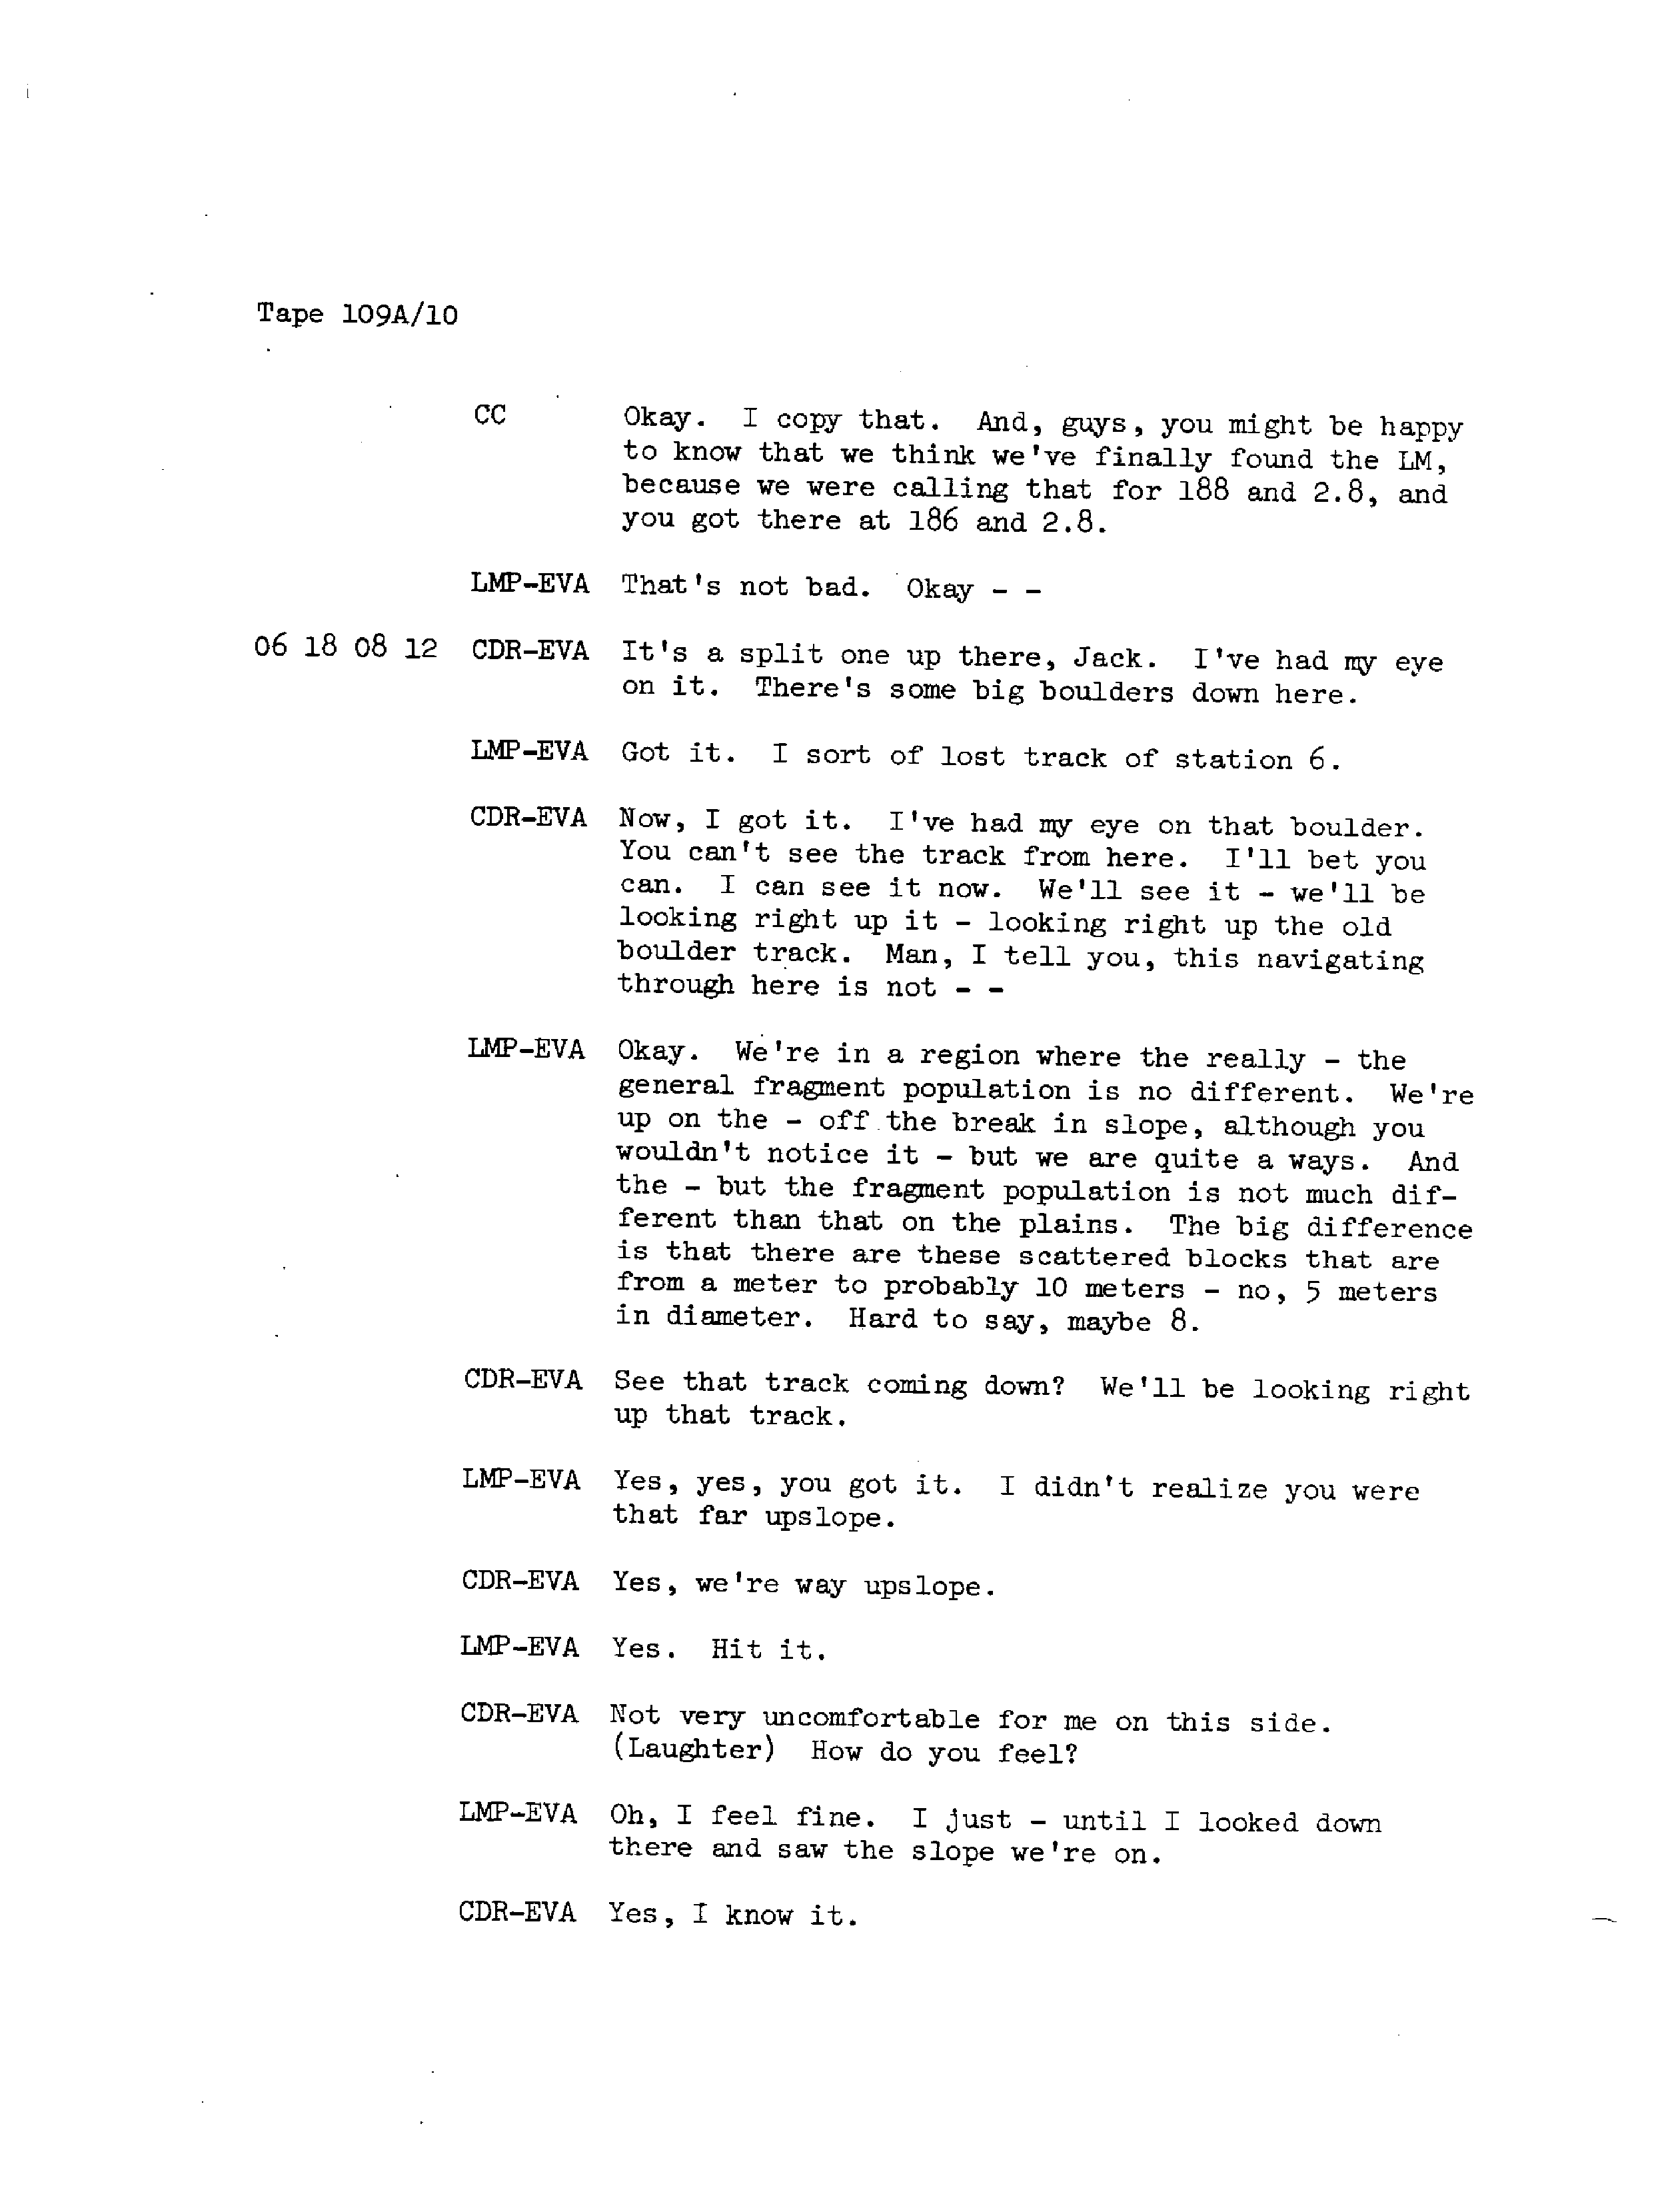 Tape 109A/10
CC Okay. I copy that. And, guys, you might be happy
to know that we think we've finally found the LM,
because we were calling that for 188 and 2.8, and
you got there at 186 and 2.8.
LMP-EVA That's not bad. Okay - -
06 18 08 12 CDR-EVA It's a split one up there, Jack. I've had my eye
on it. There's some big boulders down here.
LMP-EVA Got it. I sort of lost track of station 6.
CDR-EVA Now, I got it. I've had my eye on that boulder.
You can't see the track from here. I'll bet you
can. I can see it now. We'll see it - we'll be
looking right up it - looking right up the old
boulder track. Man, I tell you, this navigating
through here is not - -
LMP-EVA Okay. We're in a region where the really - the
general fragment population is no different. We're
up on the - off the break in slope, although you
wouldn't notice it - but we are quite a ways. And
the - but the fragment population is not much dif-
ferent than that on the plains. The big difference
is that there are these scattered blocks that are
from a meter to probably 10 meters - no, 5 meters
in diameter. Hard to say, maybe 8.
CDR-EVA See that track coming down? We'll be looking right
up that track.
LMP-EVA Yes, yes, you got it. I didn't realize you were
that far upslope.
CDR-EVA Yes, we're way upslope.
LMP-EVA Yes. Hit it.
CDR-EVA Not very uncomfortable for me on this side.
(Laughter) How do you feel?
LMP-EVA Oh, I feel fine. I just - until I looked down
there and saw the slope we're on.
CDR-EVA Yes, I know it.